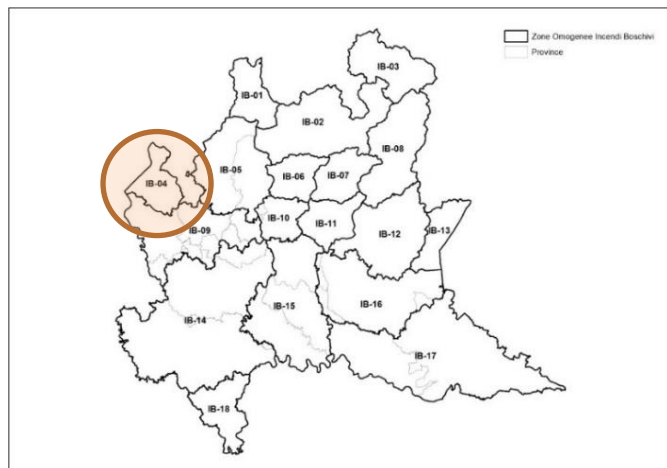 Zone Omogenee Incendi Boschivi
Province
IB-03
IB-01
IB-02
IB-08
IB-05
IB-04
IB-06
IB-07
IB-10
IB-09
IB-11
IB-12
IB-13
IB-15
IB-16
IB-14
IB-17
IB-18